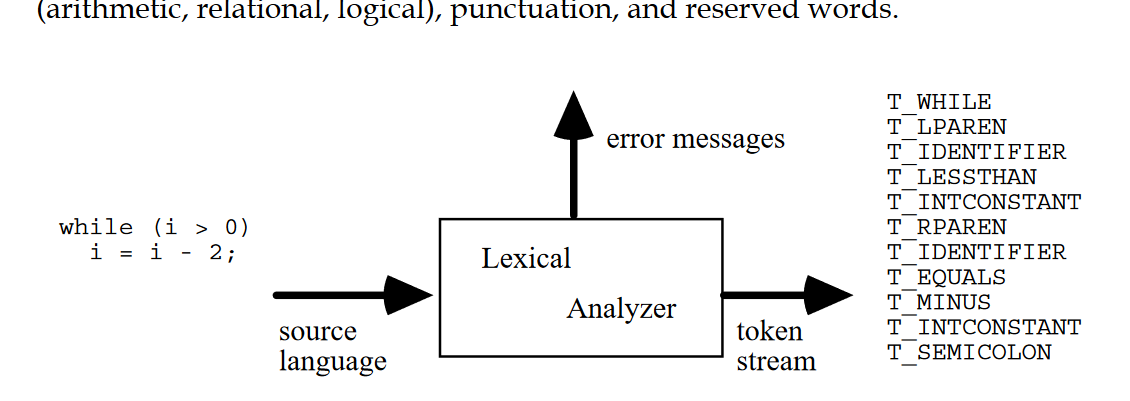 (arithmetic, relational, logical), punctuation, and reserved words.
error messages
while (i > 0)
i = i - 2;
Lexical
Analyzer
source
language
token
stream
T_WHILE
T_LPAREN
T_IDENTIFIER
T_LESSTHAN
T_INTCONSTANT
T_RPAREN
T_IDENTIFIER
T_EQUALS
T_MINUS
T_INTCONSTANT
T_SEMICOLON